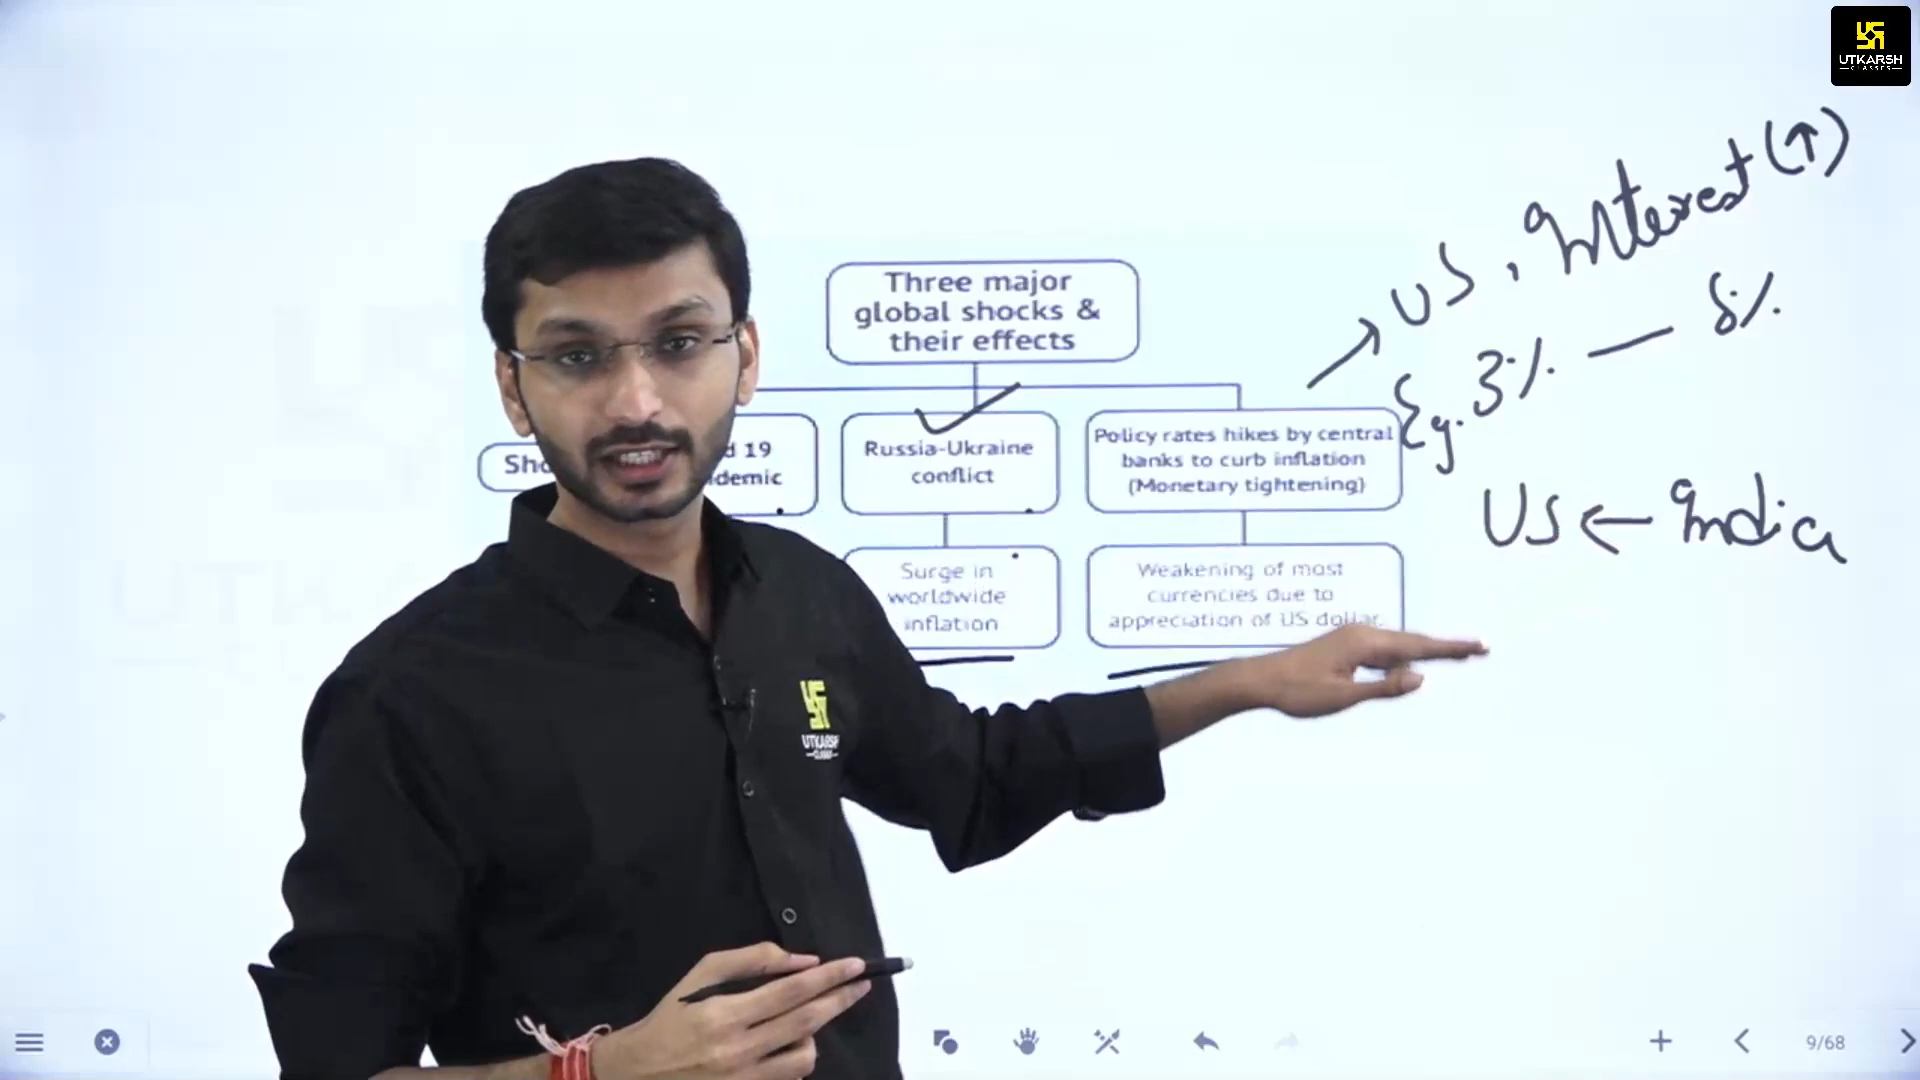 UTKARSH
CLASSES
US, Interest (↑)
Eg. 3% — 8%
US ← India
Three major
global shocks &
their effects
19
Russia-Ukraine
conflict
Policy rates hikes by central
banks to curb inflation
(Monetary tightening)
Surge in
worldwide
inflation
Weakening of most
currencies due to
appreciation of US dollar.
UTKARSH
CLASSES
9/68